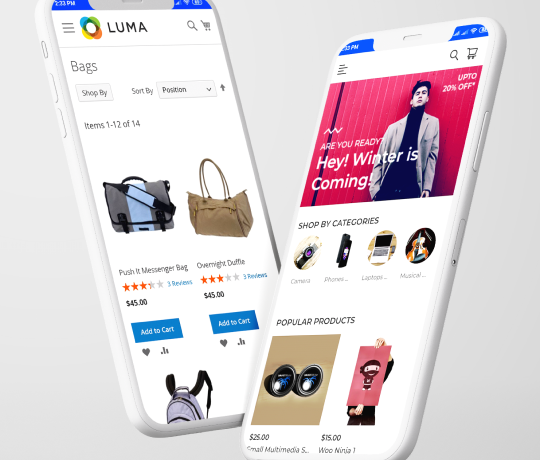 3:33 PM
LUMA
Bags
Shop By
Sort By
Position
Items 1-12 of 14
Push It Messenger Bag
3 Reviews
$45.00
Add to Cart
Overnight Duffle
3 Reviews
$45.00
Add to Cart
3:33 PM
UPTO
20% OFF*
ARE YOU READY?
Hey! Winter is
Coming!
SHOP BY CATEGORIES
Camera
Phones ...
Laptops ...
Musical ...
POPULAR PRODUCTS
$25.00
Small Multimedia S...
$15.00
Woo Ninja 1